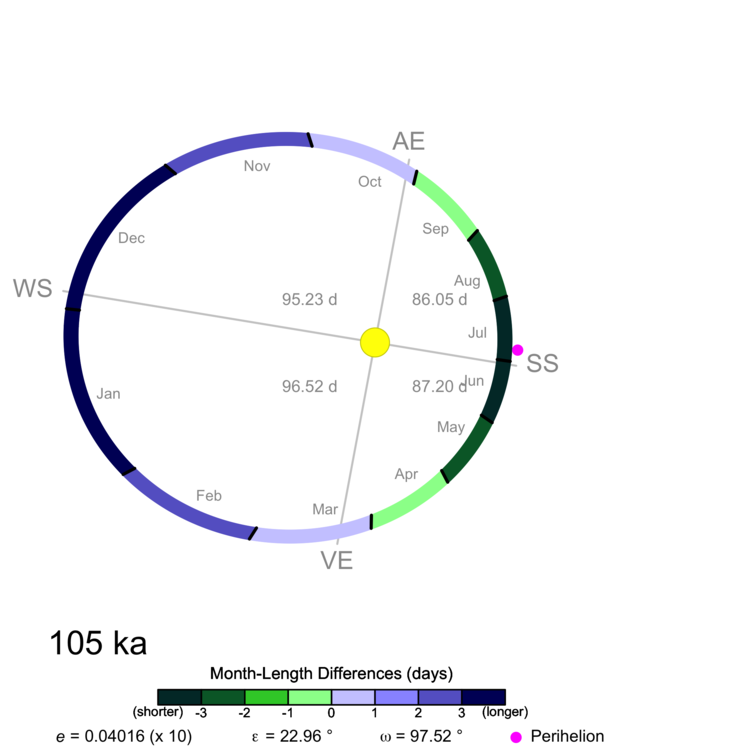 AE
Nov
Oct
Sep
Dec
Aug
WS
95.23 d
86.05 d
Jul
SS
96.52 d
87.20 d
Jun
Jan
May
Apr
Feb
Mar
VE
105 ka
Month-Length Differences (days)
(shorter) -3 -2 -1 0 1 2 3 (longer)
e = 0.04016 (x 10) ε = 22.96 ° ω = 97.52 ° Perihelion